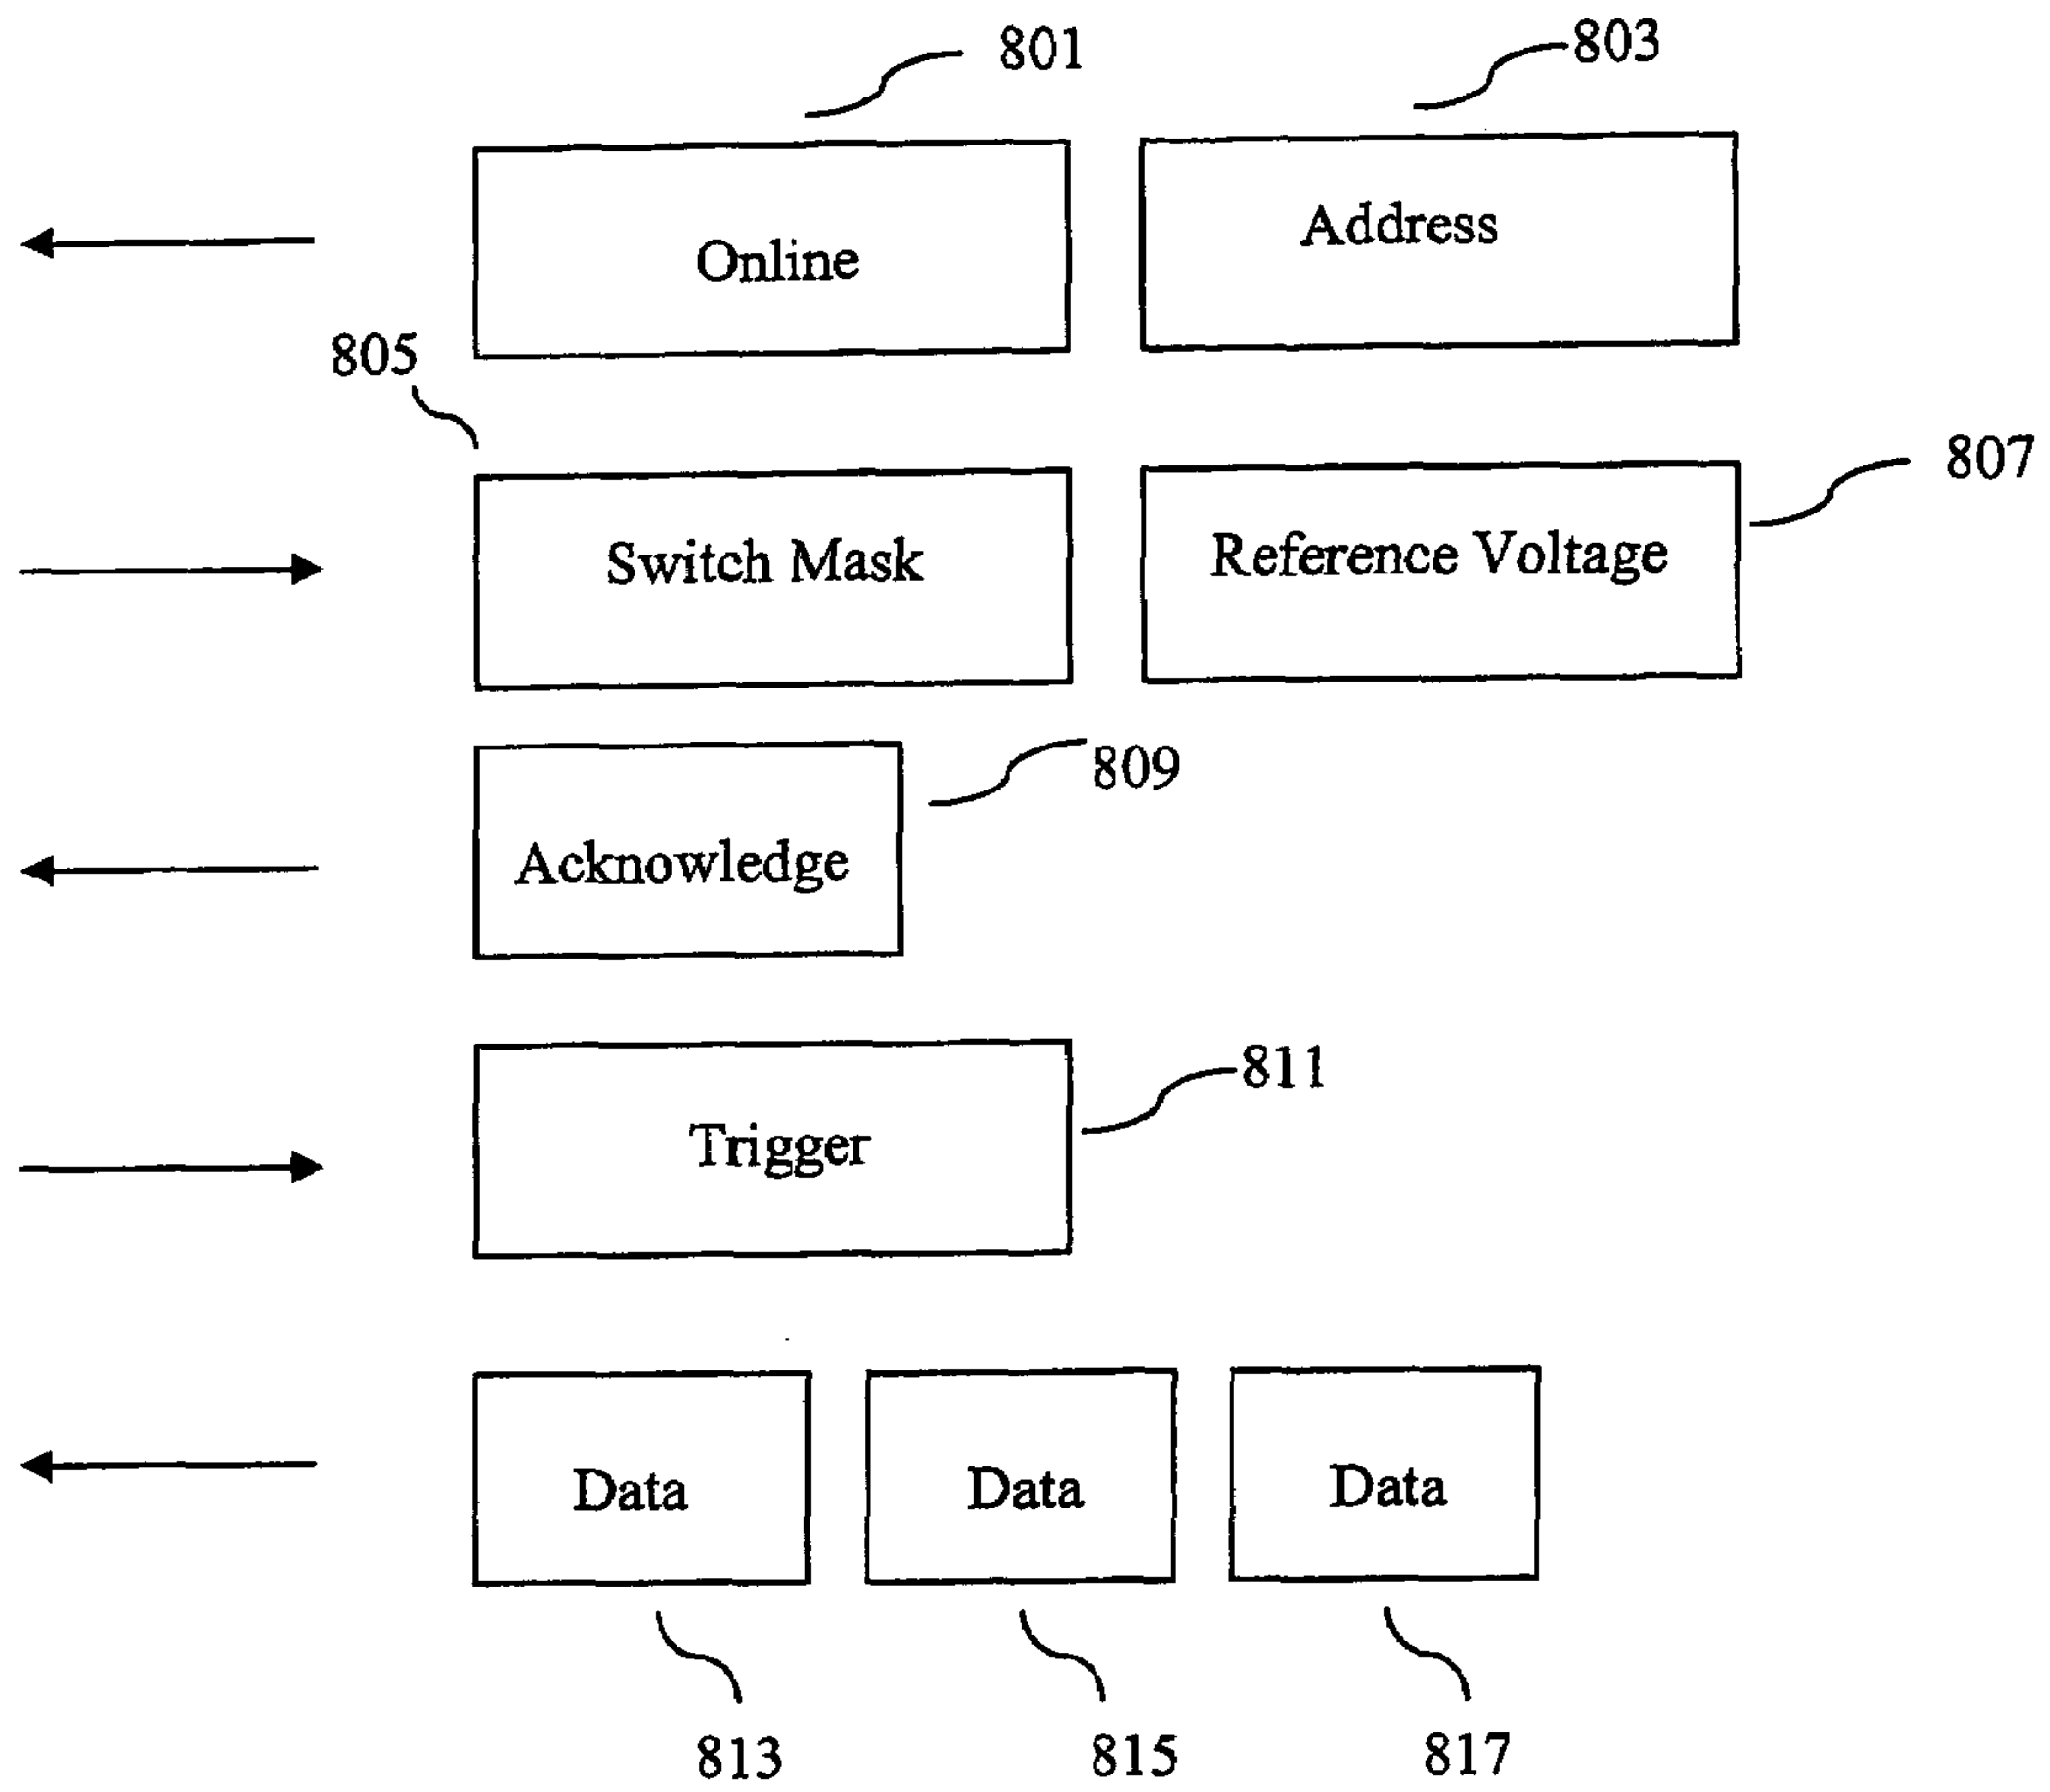 801
803
Online
Address
805
807
Switch Mask
Reference Voltage
809
Acknowledge
811
Trigger
Data
Data
Data
813
815
817